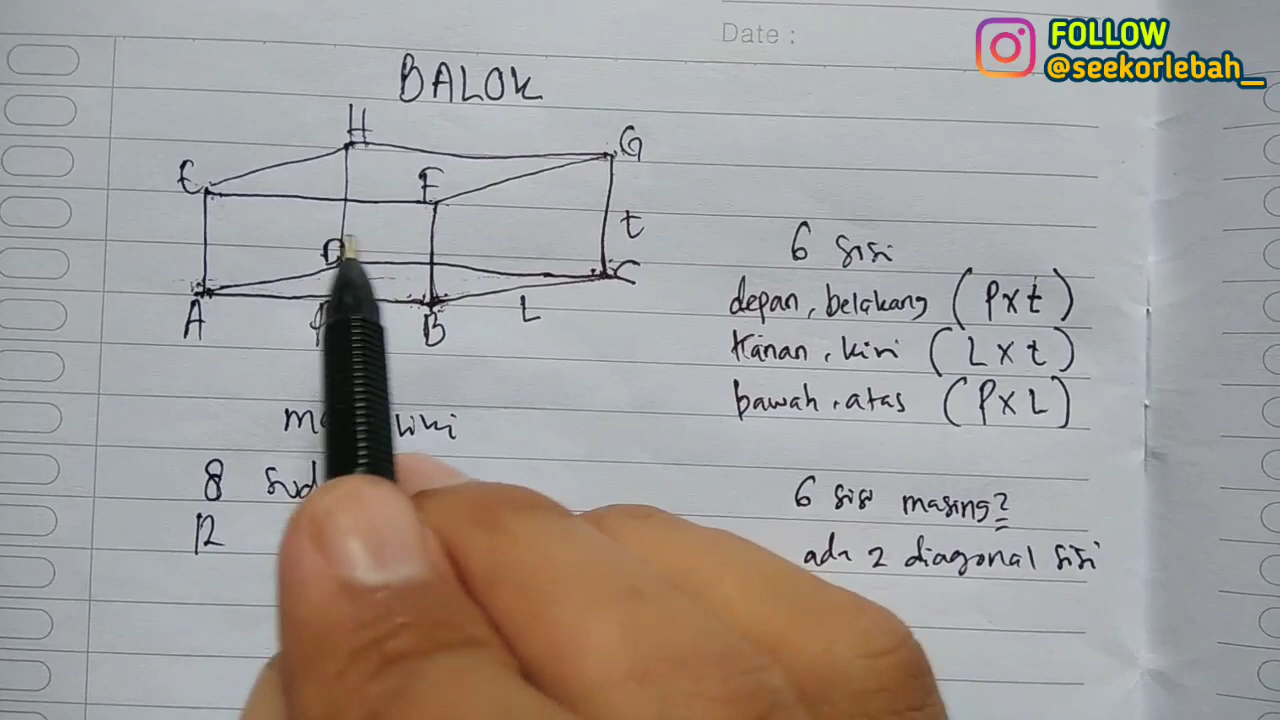 Date :
FOLLOW
@seekorlebah_
BALOK
H
G
E
F
t
D
C
A
B
L
6 sisi
depan, belakang (P x t)
kanan, kiri (L x t)
bawah, atas (P x L)
8
12
6 sisi masing2
ada 2 diagonal sisi